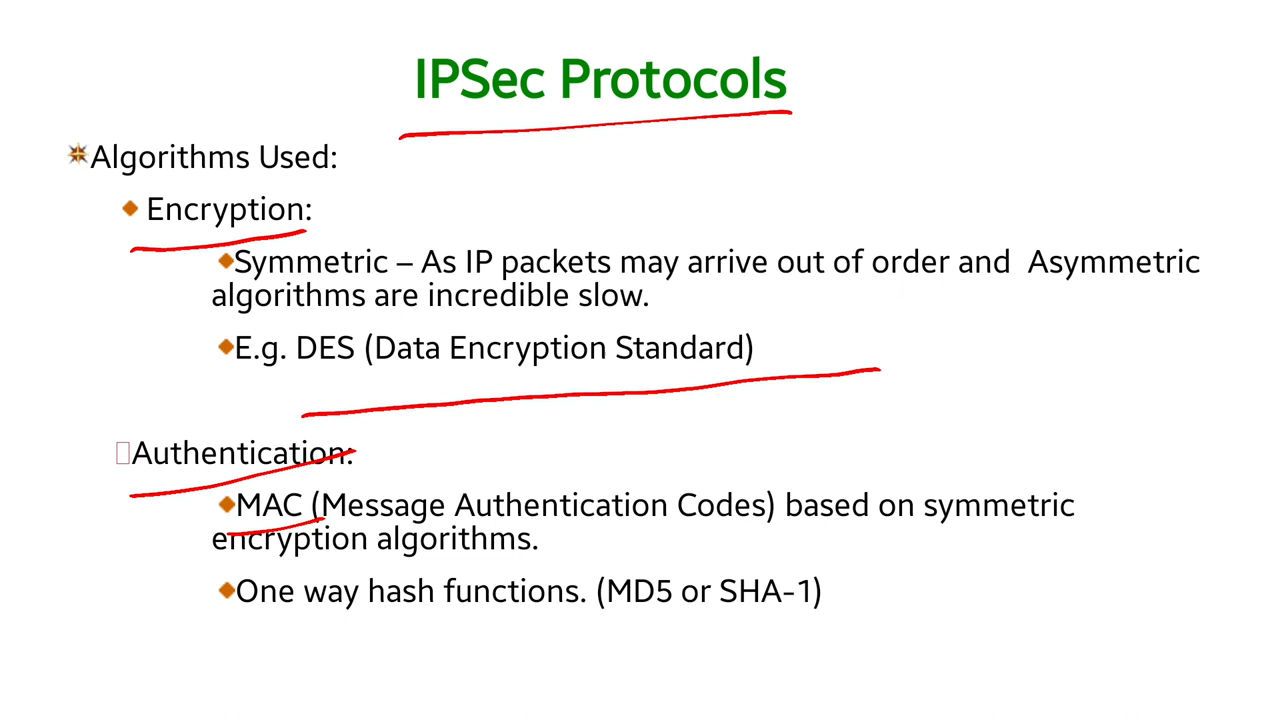 IPSec Protocols
Algorithms Used:
Encryption:
Symmetric – As IP packets may arrive out of order and Asymmetric
algorithms are incredible slow.
E.g. DES (Data Encryption Standard)
Authentication:
MAC (Message Authentication Codes) based on symmetric
encryption algorithms.
One way hash functions. (MD5 or SHA-1)